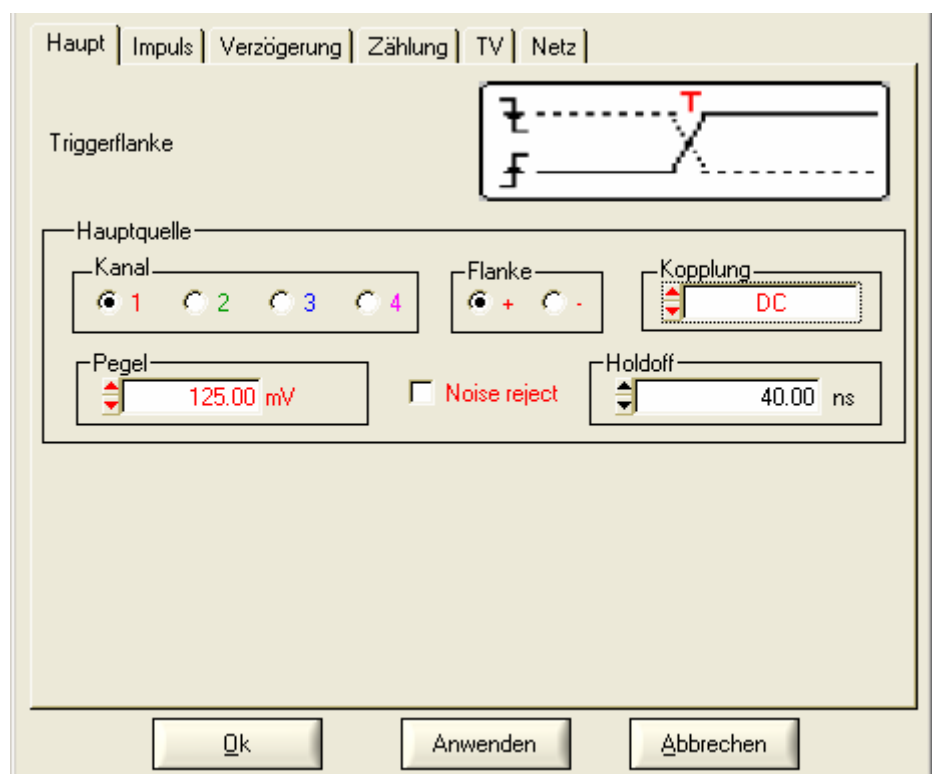 Haupt Impuls Verzögerung Zählung TV Netz
T
Triggerflanke
Hauptquelle
Kanal Flanke Kopplung
1 2 3 4 + - DC
Pegel Holdoff
125.00 mV Noise reject 40.00 ns
Ok Anwenden Abbrechen